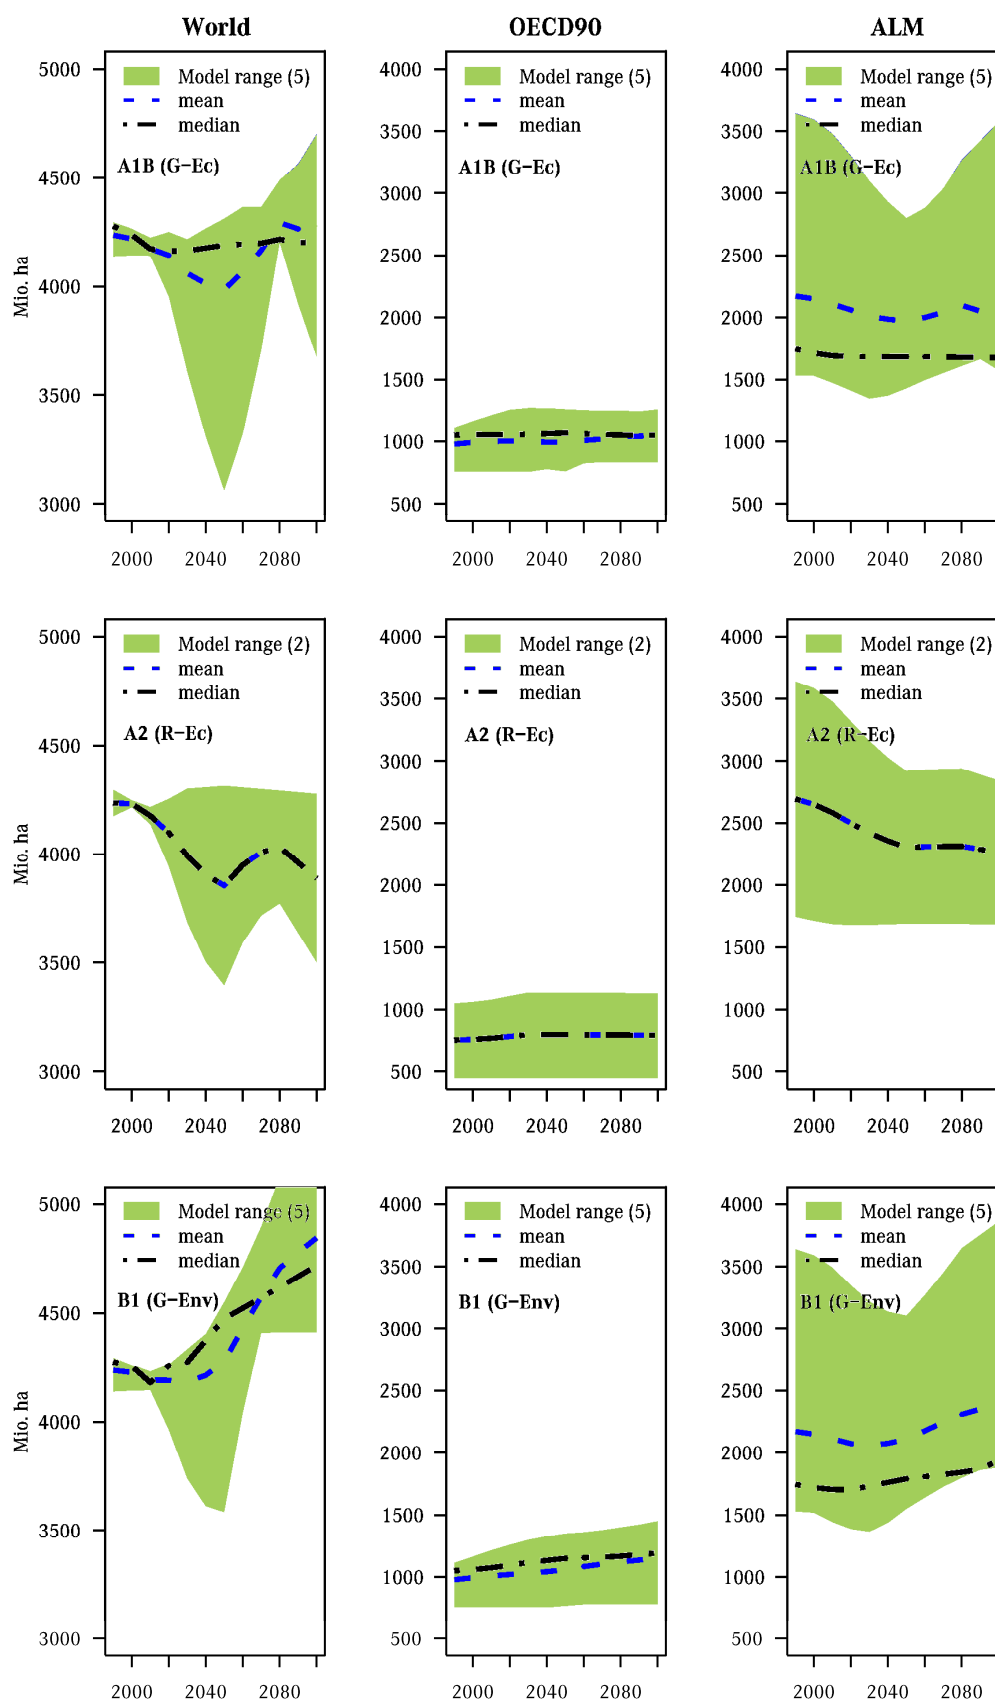 World OECD90 ALM
5000 4000 4000
Model range (5) Model range (5) Model range (5)
mean mean mean
median median median
3500 3500
A1B (G-Ec) A1B (G-Ec) A1B (G-Ec)
4500 3000 3000
2500 2500
Mio. ha
4000 2000 2000
3500 1500 1500
1000 1000
3000 500 500
2000 2040 2080 2000 2040 2080 2000 2040 2080
5000 4000 4000
Model range (2) Model range (2) Model range (2)
mean mean mean
median median median
3500 3500
A2 (R-Ec) A2 (R-Ec) A2 (R-Ec)
4500 3000 3000
2500 2500
Mio. ha
4000 2000 2000
3500 1500 1500
1000 1000
3000 500 500
2000 2040 2080 2000 2040 2080 2000 2040 2080
5000 4000 4000
Model range (5) Model range (5) Model range (5)
mean mean mean
median median median
3500 3500
B1 (G-Env) B1 (G-Env) B1 (G-Env)
4500 3000 3000
2500 2500
Mio. ha
4000 2000 2000
3500 1500 1500
1000 1000
3000 500 500
2000 2040 2080 2000 2040 2080 2000 2040 2080